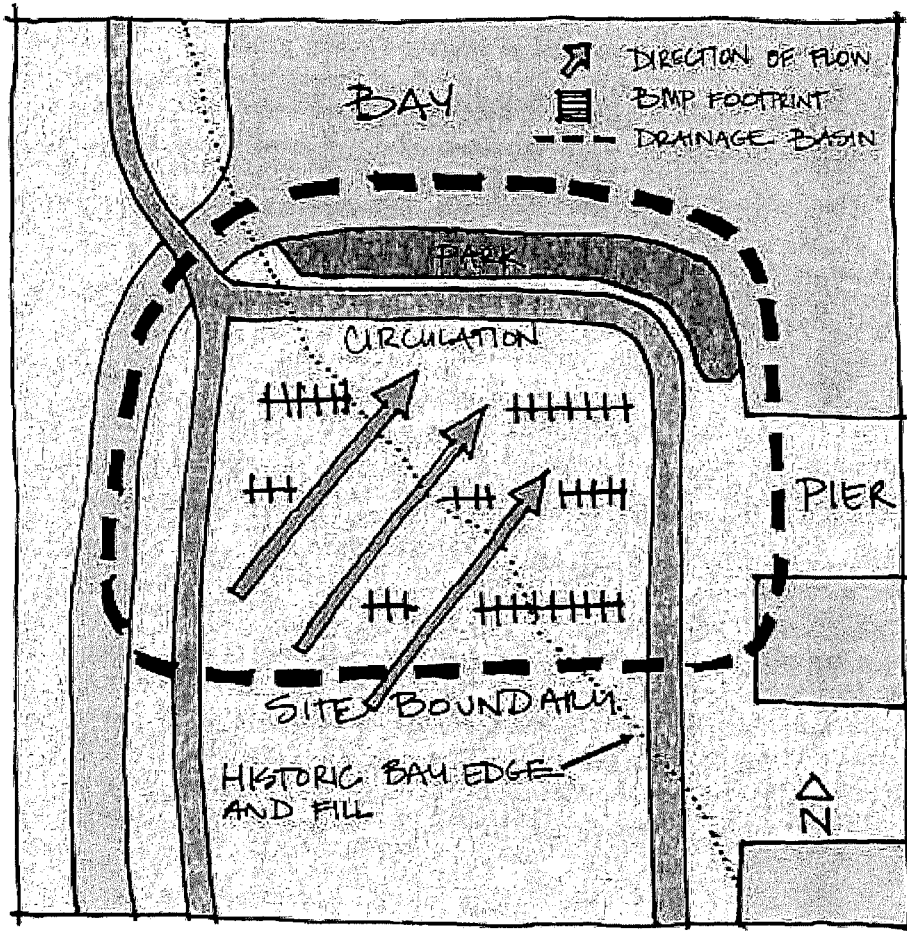 BAY
DIRECTION OF FLOW
BMP FOOTPRINT
DRAINAGE BASIN
PARK
CIRCULATION
PIER
SITE BOUNDARY
HISTORIC BAY EDGE
AND FILL
N